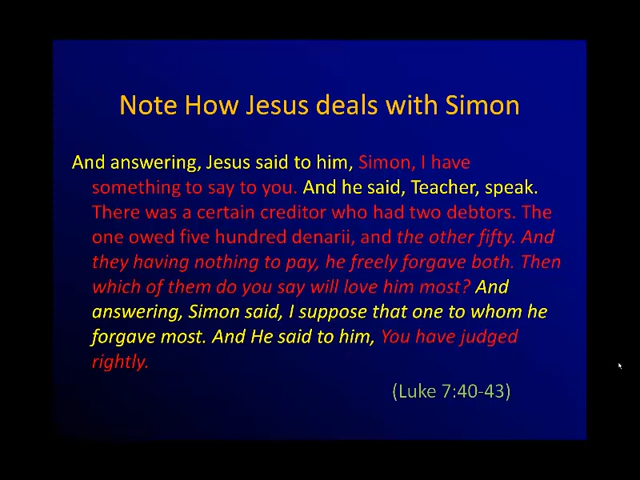 Note How Jesus deals with Simon
And answering, Jesus said to him, Simon, I have
something to say to you. And he said, Teacher, speak.
There was a certain creditor who had two debtors. The
one owed five hundred denarii, and the other fifty. And
they having nothing to pay, he freely forgave both. Then
which of them do you say will love him most? And
answering, Simon said, I suppose that one to whom he
forgave most. And He said to him, You have judged
rightly.
(Luke 7:40-43)